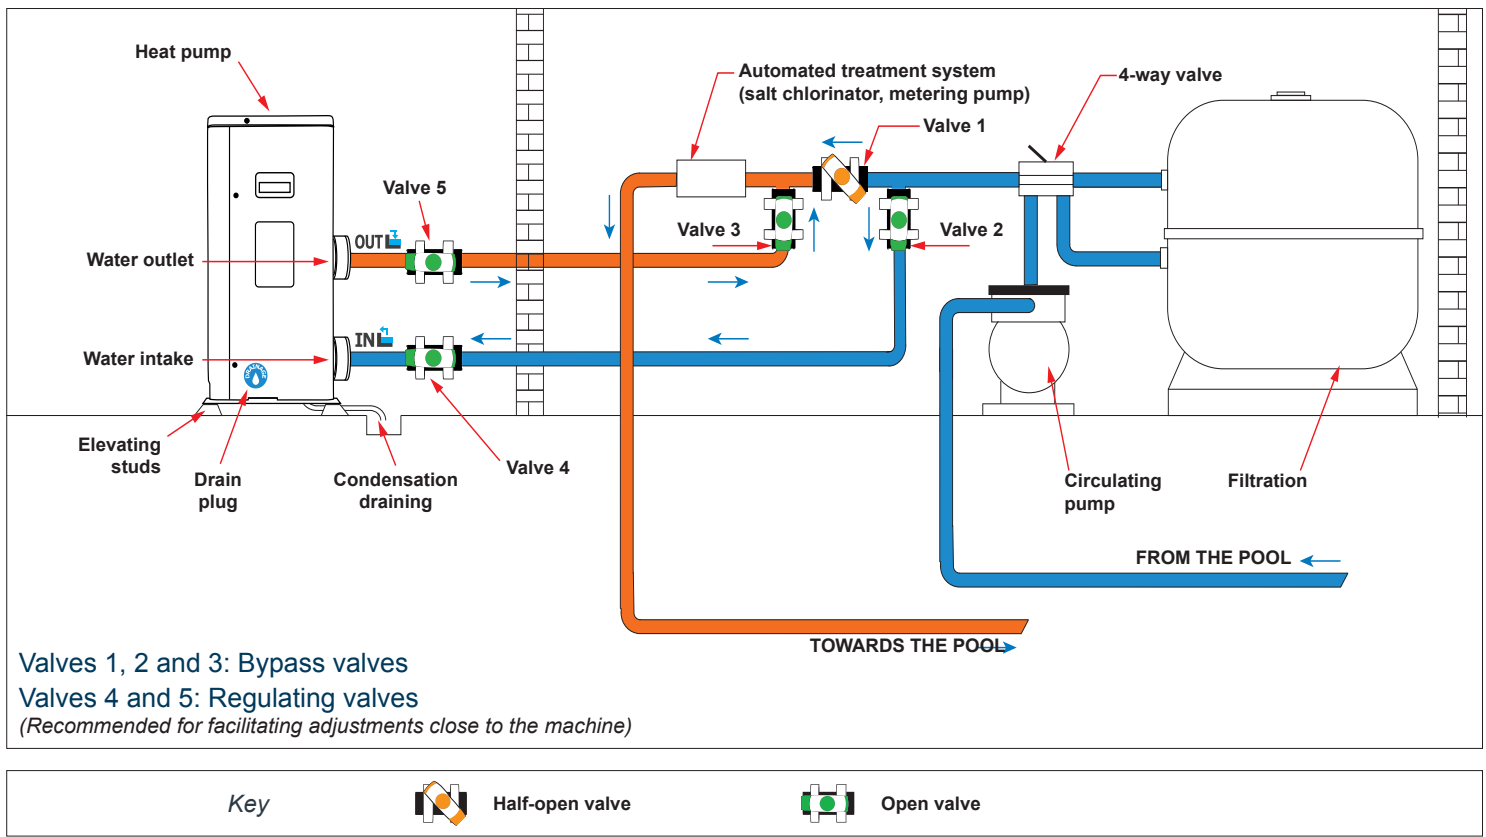 Heat pump
Automated treatment system
(salt chlorinator, metering pump)
4-way valve
Valve 1
Valve 5
Valve 3
Valve 2
OUT
Water outlet
IN
Water intake
DRAINAGE
Elevating
studs
Drain
plug
Condensation
draining
Valve 4
Circulating
pump
Filtration
FROM THE POOL
TOWARDS THE POOL
Valves 1, 2 and 3: Bypass valves
Valves 4 and 5: Regulating valves
(Recommended for facilitating adjustments close to the machine)
Key
Half-open valve
Open valve